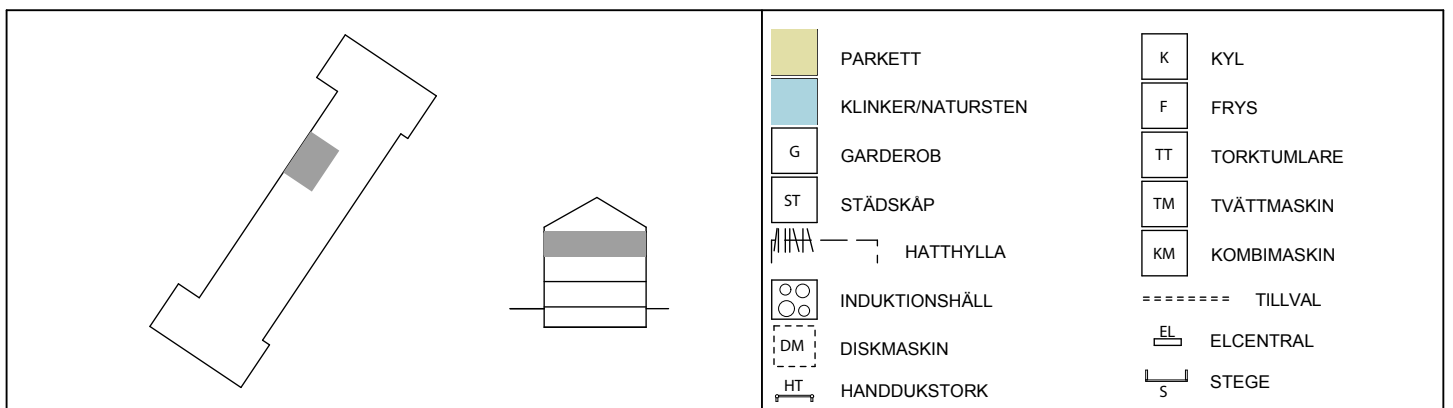 PARKETT
KLINKER/NATURSTEN
G GARDEROB
ST STÄDSKÅP
HATTHYLLA
INDUKTIONSHÄLL
DM DISKMASKIN
HT HANDDUKSTORK
K KYL
F FRYS
TT TORKTUMLARE
TM TVÄTTMASKIN
KM KOMBIMASKIN
TILLVAL
EL ELCENTRAL
S STEGE